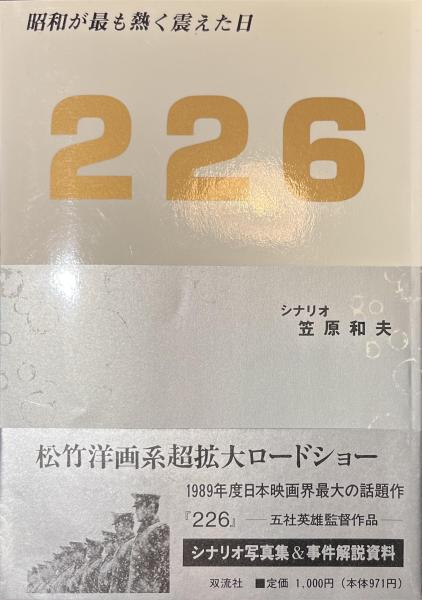 昭和が最も熱く震えた日
226
シナリオ
笠原和夫
松竹洋画系超拡大ロードショー
1989年度日本映画界最大の話題作
『226』—五社英雄監督作品—
シナリオ写真集&事件解説資料
双流社 ■定価 1,000円(本体971円)